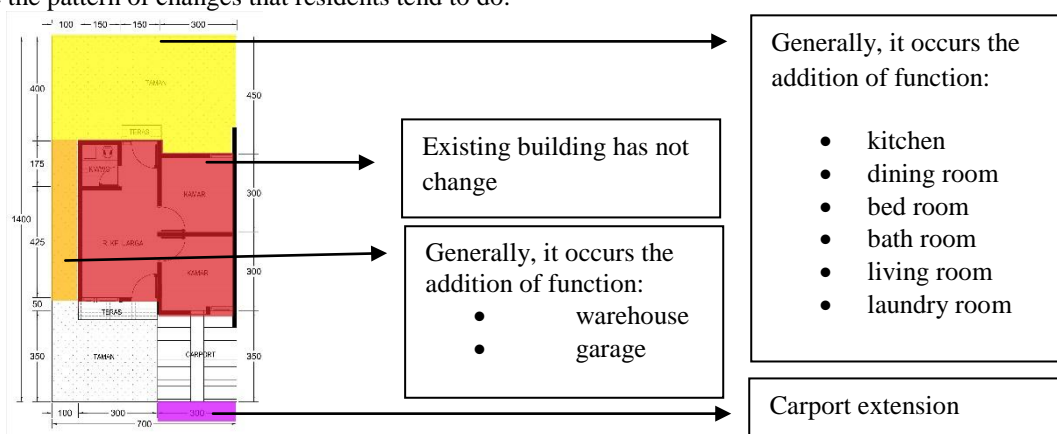 the pattern of changes that residents tend to do.
100 150 150 300
400
175
1400
425
50
350
450
300
300
350
TAMAN
TERAS
KAMAR
KAMAR
TERAS
TAMAN
CARPORT
100 300 300
700
Existing building has not
change
Generally, it occurs the
addition of function:
• warehouse
• garage
Generally, it occurs the
addition of function:
• kitchen
• dining room
• bed room
• bath room
• living room
• laundry room
Carport extension